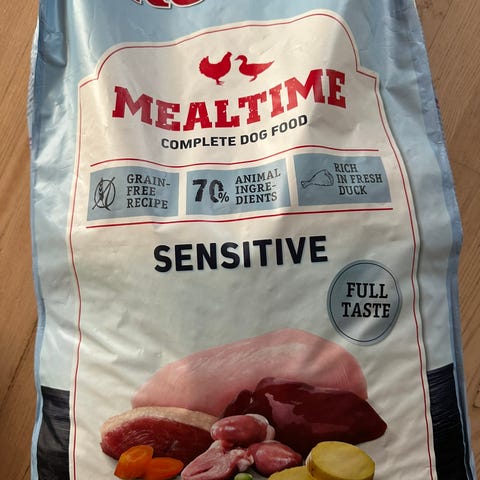 MEALTIME
COMPLETE DOG FOOD
GRAIN-
FREE
RECIPE
70%
ANIMAL
INGRE-
DIENTS
RICH
IN FRESH
DUCK
SENSITIVE
FULL
TASTE